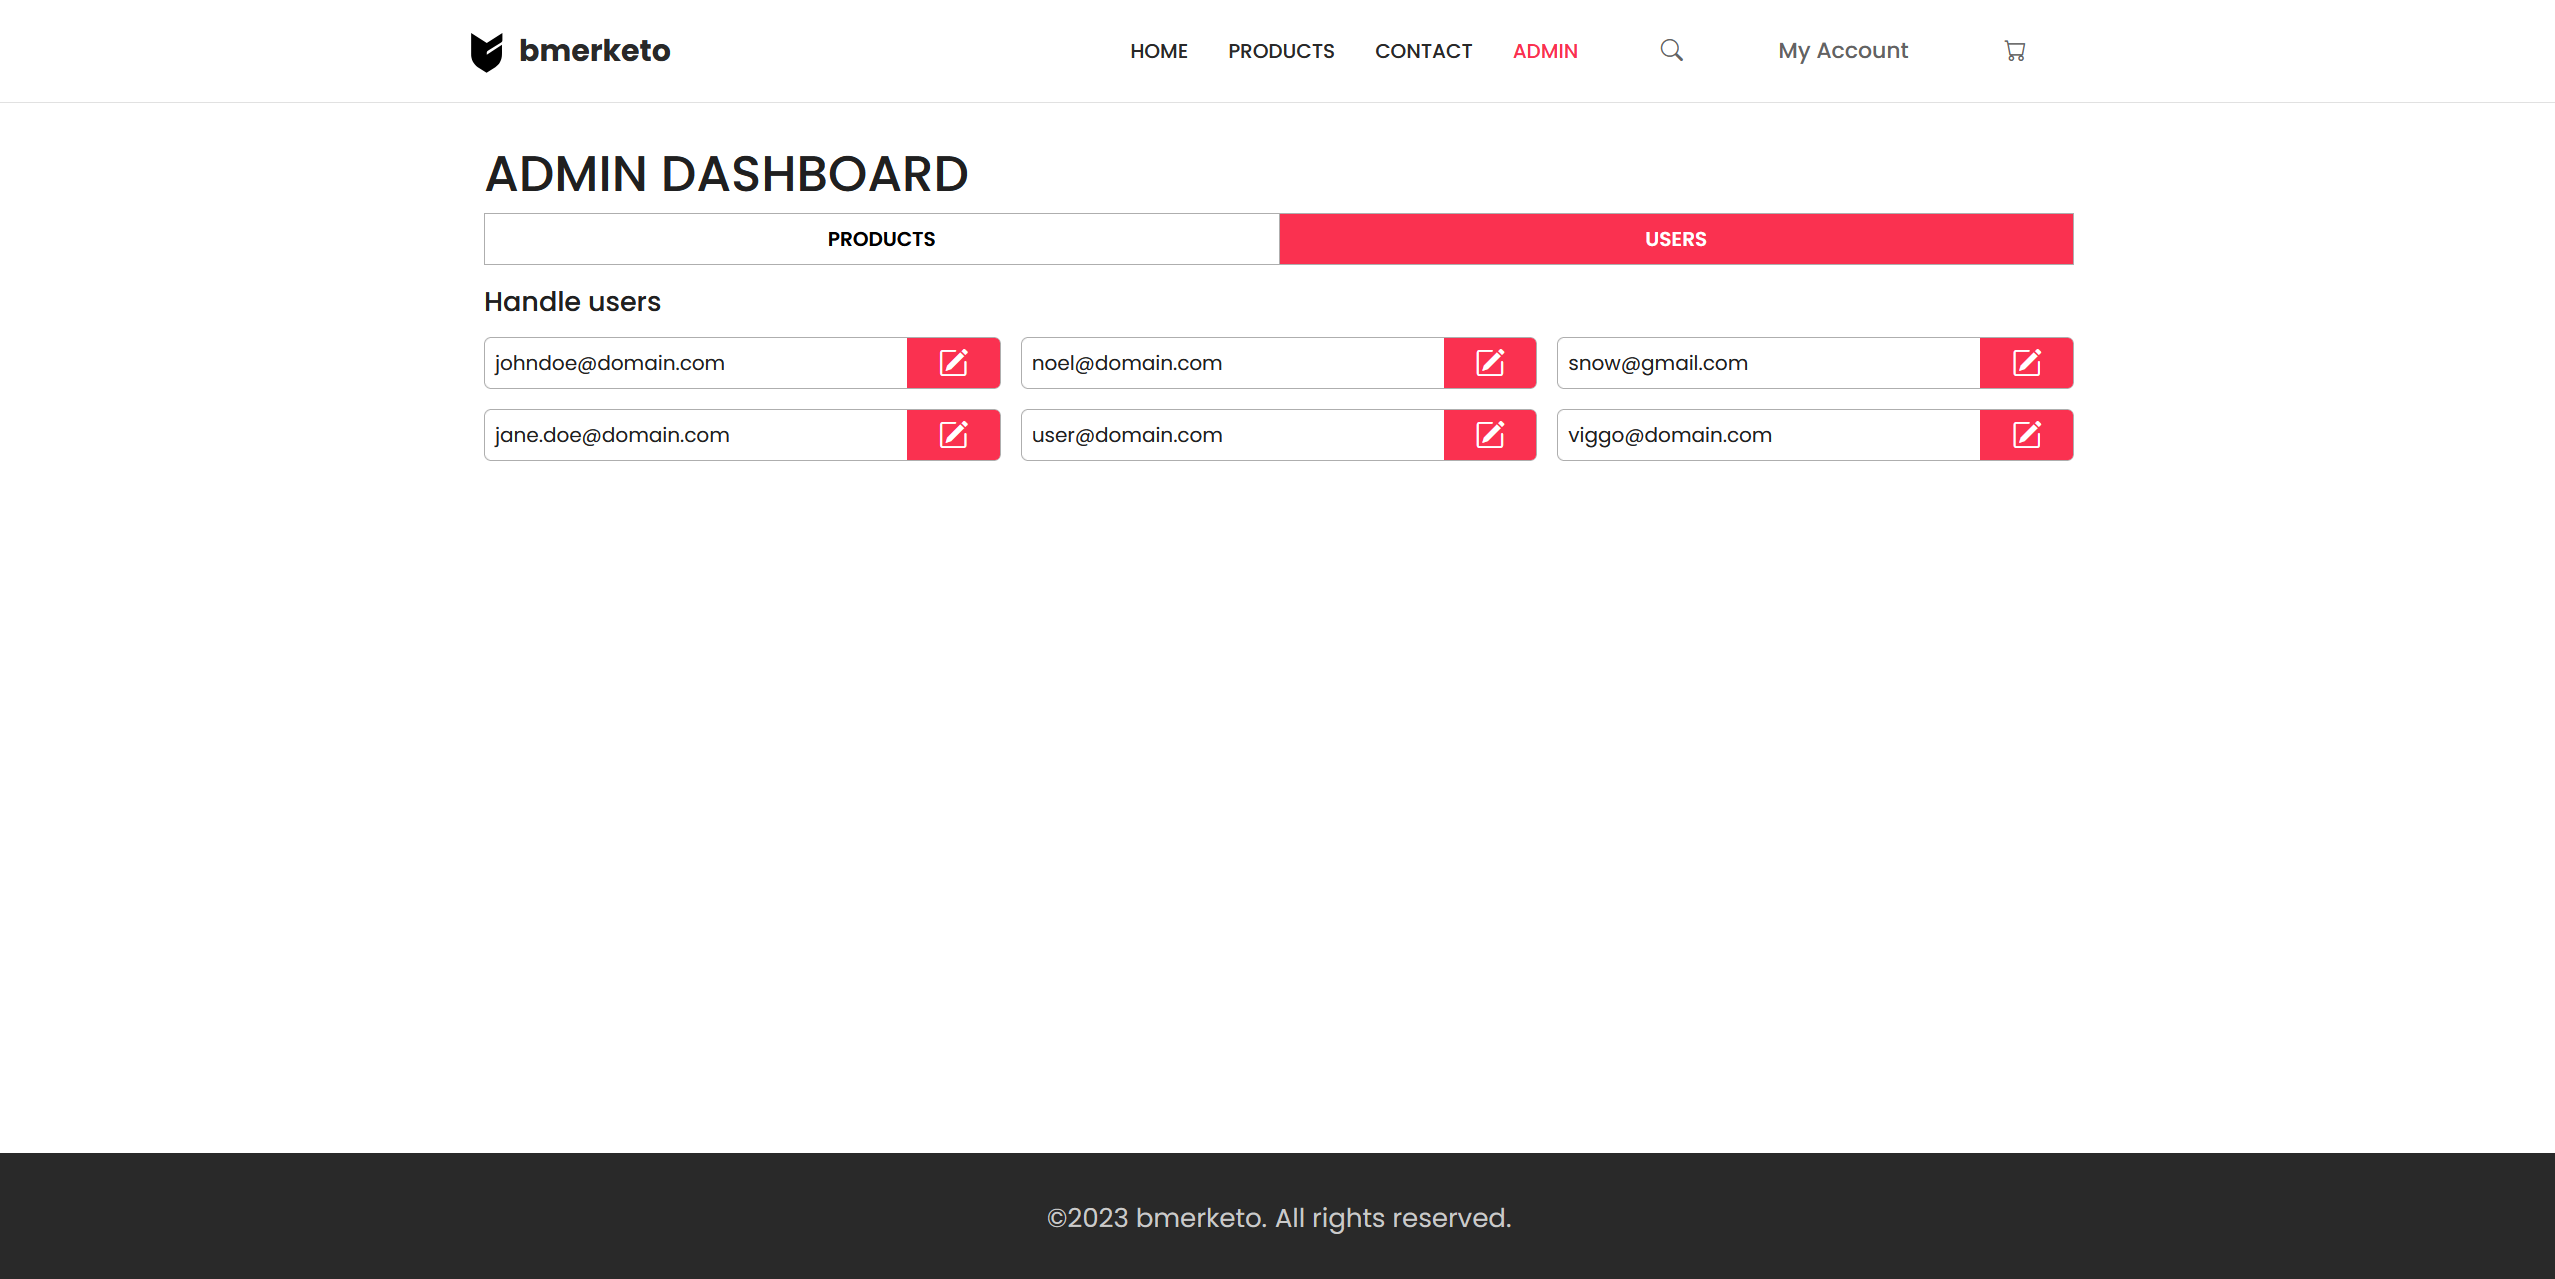 bmerketo
HOME PRODUCTS CONTACT ADMIN My Account
ADMIN DASHBOARD
PRODUCTS USERS
Handle users
johndoe@domain.com noel@domain.com snow@gmail.com
jane.doe@domain.com user@domain.com viggo@domain.com
©2023 bmerketo. All rights reserved.